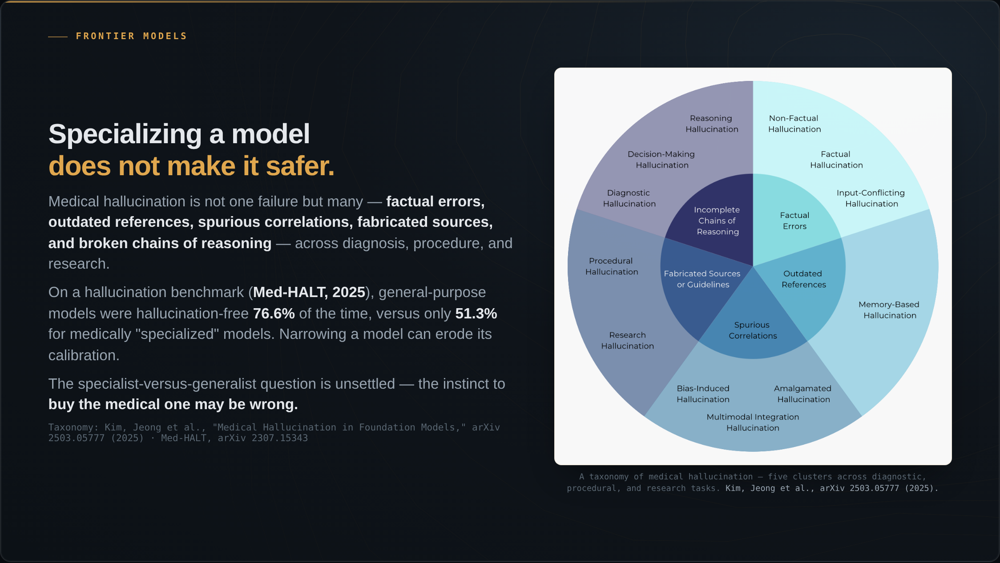 FRONTIER MODELS
Specializing a model
does not make it safer.
Medical hallucination is not one failure but many — factual errors,
outdated references, spurious correlations, fabricated sources,
and broken chains of reasoning — across diagnosis, procedure, and
research.
On a hallucination benchmark (Med-HALT, 2025), general-purpose
models were hallucination-free 76.6% of the time, versus only 51.3%
for medically "specialized" models. Narrowing a model can erode its
calibration.
The specialist-versus-generalist question is unsettled — the instinct to
buy the medical one may be wrong.
Taxonomy: Kim, Jeong et al., "Medical Hallucination in Foundation Models," arXiv
2503.05777 (2025) · Med-HALT, arXiv 2307.15343
Reasoning
Hallucination
Non-Factual
Hallucination
Decision-Making
Hallucination
Factual
Hallucination
Diagnostic
Hallucination
Input-Conflicting
Hallucination
Incomplete
Chains of
Reasoning
Factual
Errors
Procedural
Hallucination
Fabricated Sources
or Guidelines
Outdated
References
Memory-Based
Hallucination
Spurious
Correlations
Research
Hallucination
Bias-Induced
Hallucination
Amalgamated
Hallucination
Multimodal Integration
Hallucination
A taxonomy of medical hallucination — five clusters across diagnostic,
procedural, and research tasks. Kim, Jeong et al., arXiv 2503.05777 (2025).